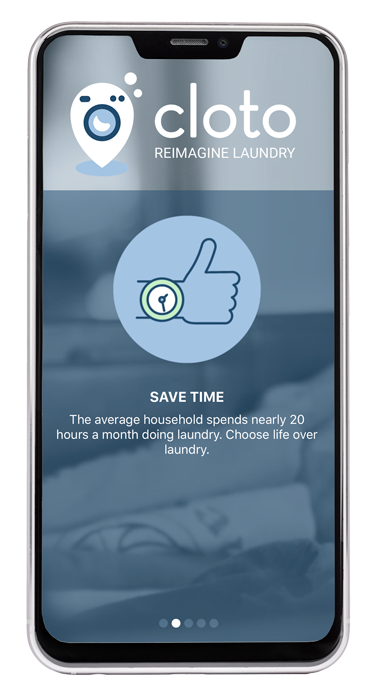 cloto
REIMAGINE LAUNDRY
SAVE TIME
The average household spends nearly 20
hours a month doing laundry. Choose life over
laundry.